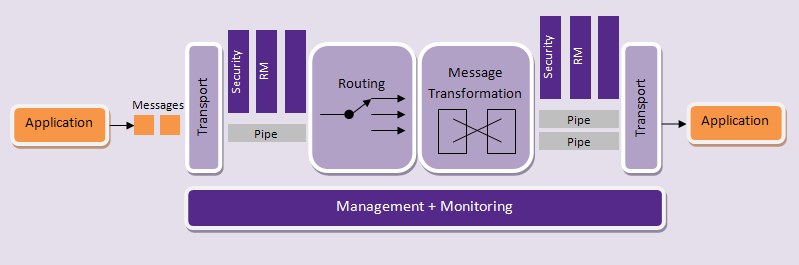 Application
Messages
Transport
Security
RM
Pipe
Routing
Message
Transformation
Security
RM
Pipe
Pipe
Transport
Application
Management + Monitoring